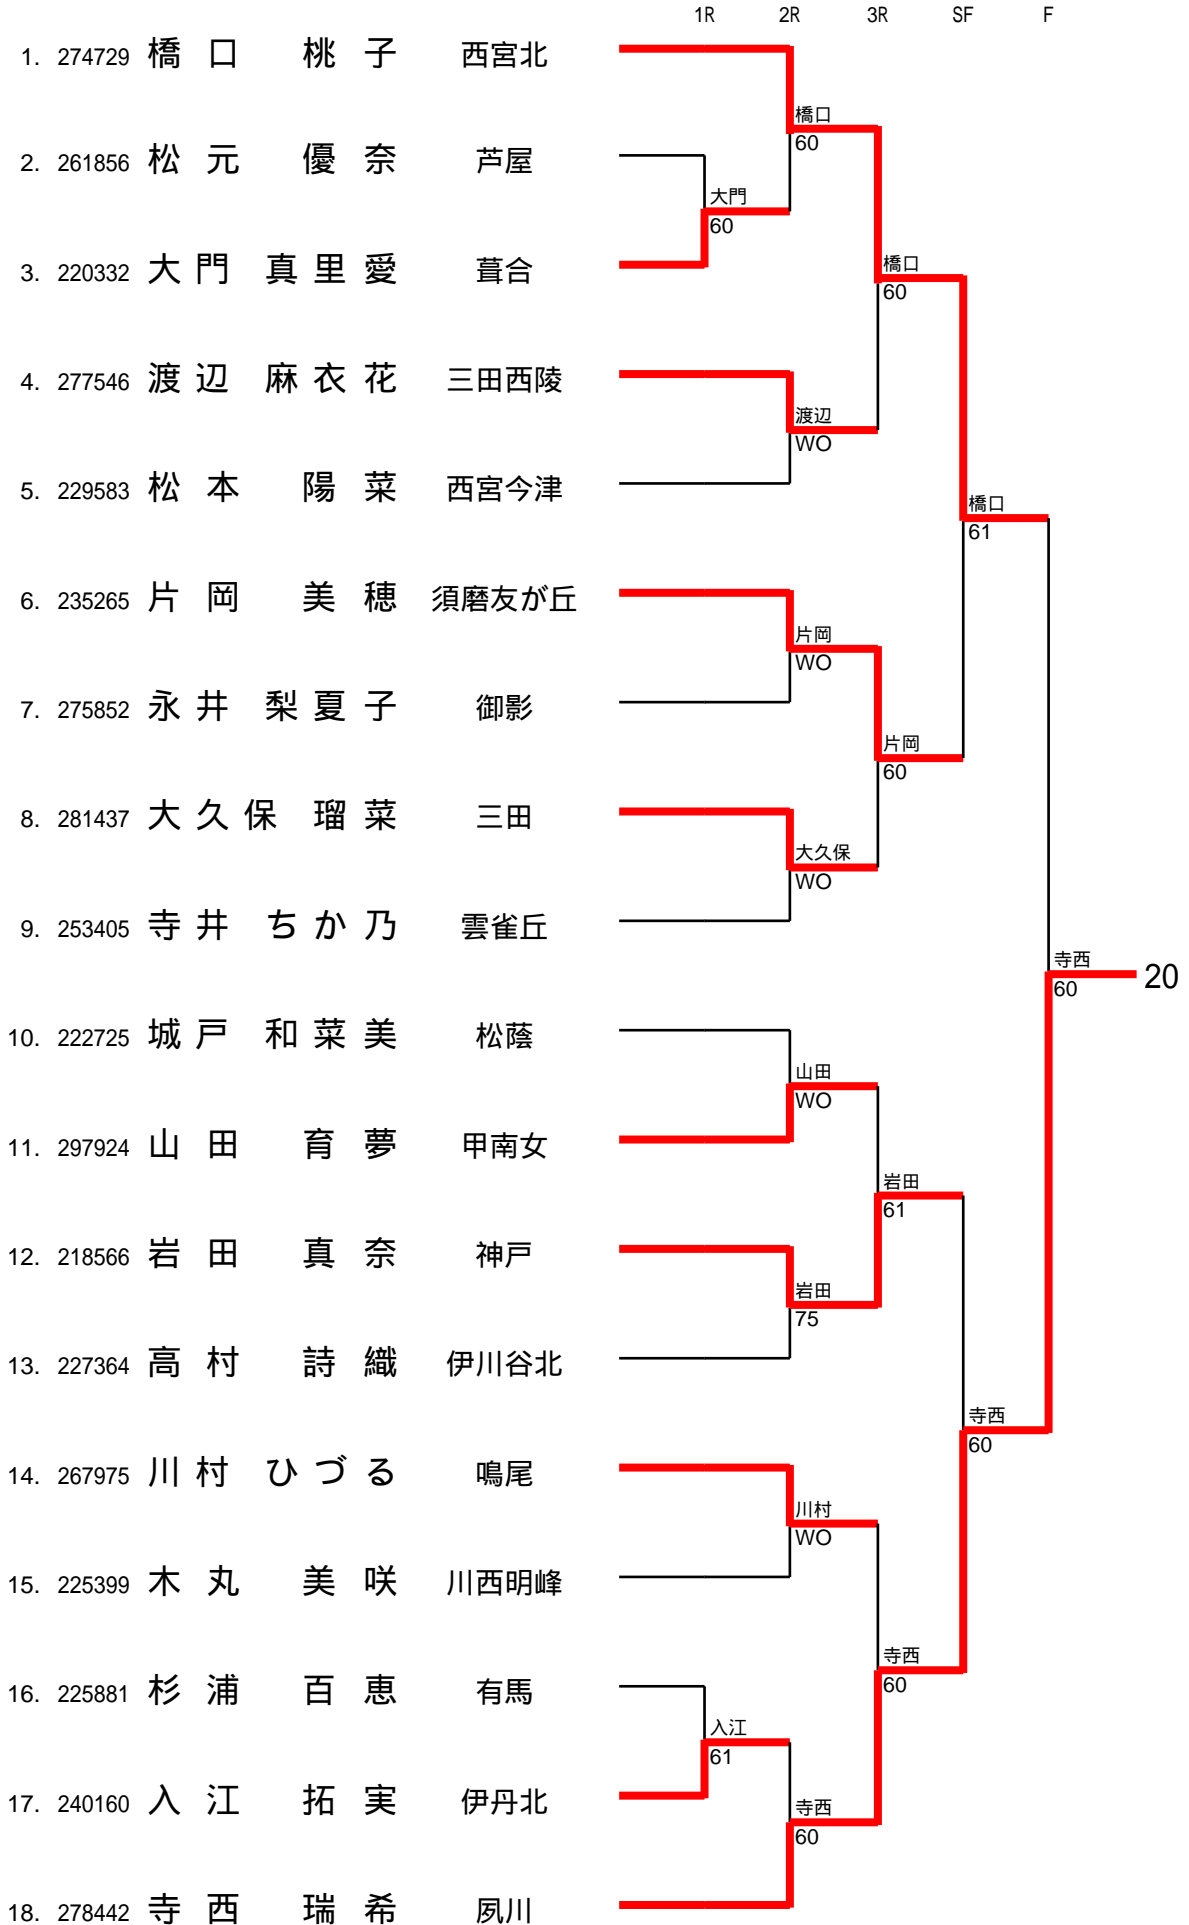 1R 2R 3R SF F
1. 274729 橋口 桃子 西宮北
橋口
60
2. 261856 松元 優奈 芦屋
大門
60
3. 220332 大門 真里愛 葺合
橋口
60
4. 277546 渡辺 麻衣花 三田西陵
渡辺
WO
5. 229583 松本 陽菜 西宮今津
橋口
61
6. 235265 片岡 美穂 須磨友が丘
片岡
WO
7. 275852 永井 梨夏子 御影
片岡
60
8. 281437 大久保 瑠菜 三田
大久保
WO
9. 253405 寺井 ちか乃 雲雀丘
寺西
60
20
10. 222725 城戸 和菜美 松蔭
山田
WO
11. 297924 山田 育夢 甲南女
岩田
61
12. 218566 岩田 真奈 神戸
岩田
75
13. 227364 高村 詩織 伊川谷北
寺西
60
14. 267975 川村 ひづる 鳴尾
川村
WO
15. 225399 木丸 美咲 川西明峰
寺西
60
16. 225881 杉浦 百恵 有馬
入江
61
17. 240160 入江 拓実 伊丹北
寺西
60
18. 278442 寺西 瑞希 夙川